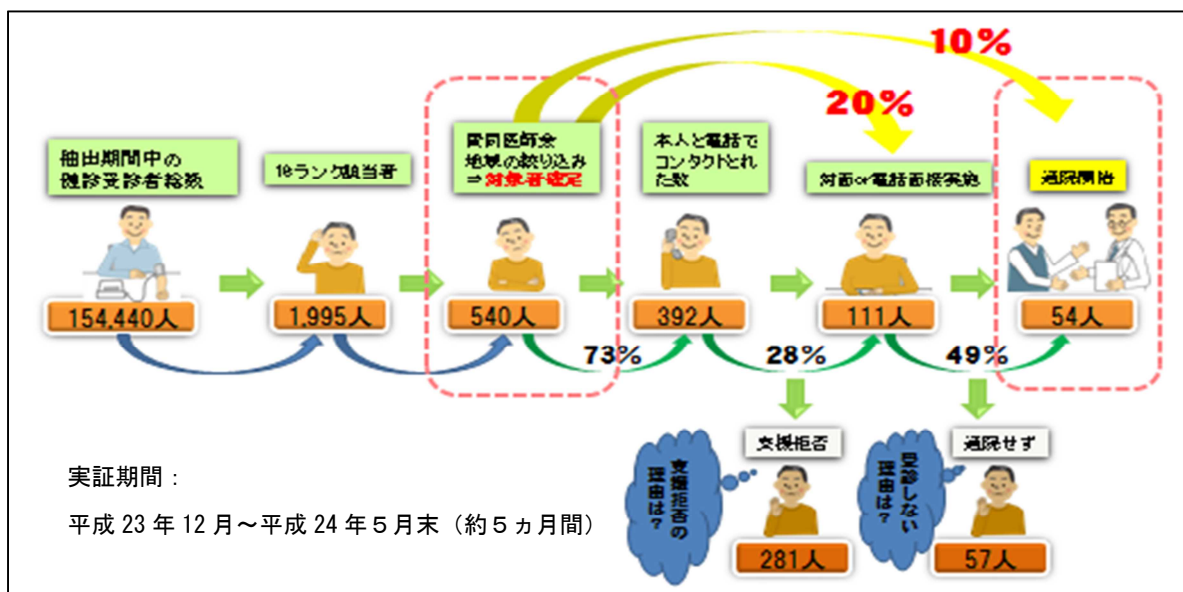 10%
20%
抽出期間中の
健診受診者総数
18ランク該当者
賛同医師会
地域の絞り込み
⇒対象者確定
本人と電話で
コンタクトとれ
た数
対面or電話面接実施
通院開始
154,440人
1,995人
540人
392人
111人
54人
73%
28%
49%
支援拒否
通院せず
支援拒否の
理由は?
受診しない
理由は?
281人
57人
実証期間:
平成23年12月~平成24年5月末(約5ヵ月間)